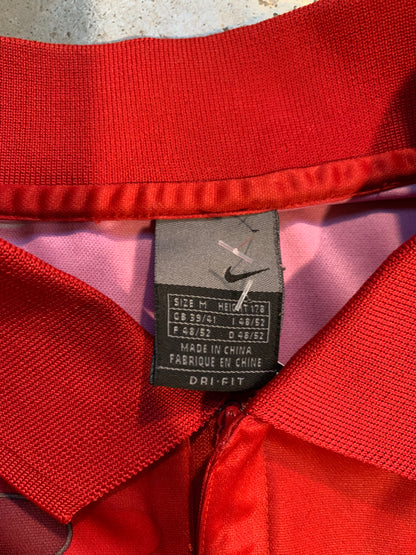 SIZE M HEIGHT 178
GB 39/41 I 48/52
F 48/52 D 48/52
MADE IN CHINA
FABRIQUE EN CHINE
DRI-FIT